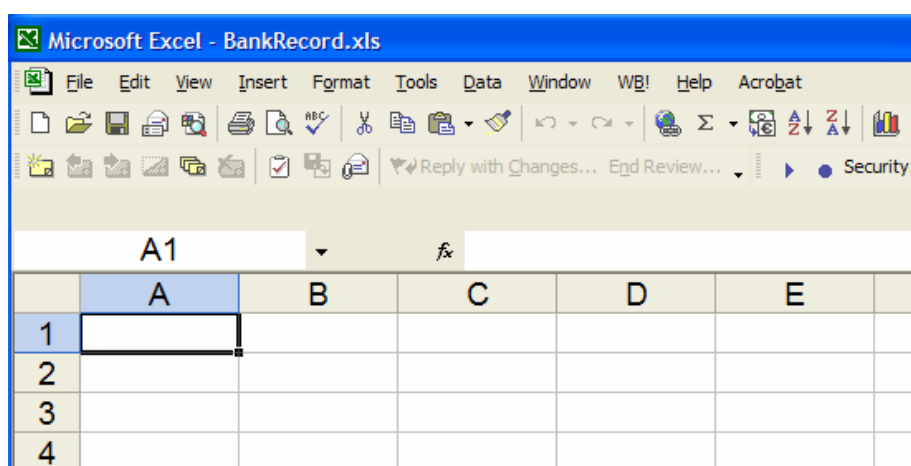 Microsoft Excel - BankRecord.xls
File Edit View Insert Format Tools Data Window WB! Help Acrobat
ABC Σ A Z Z A
Reply with Changes... End Review... Security
A1 fx
A B C D E
1
2
3
4